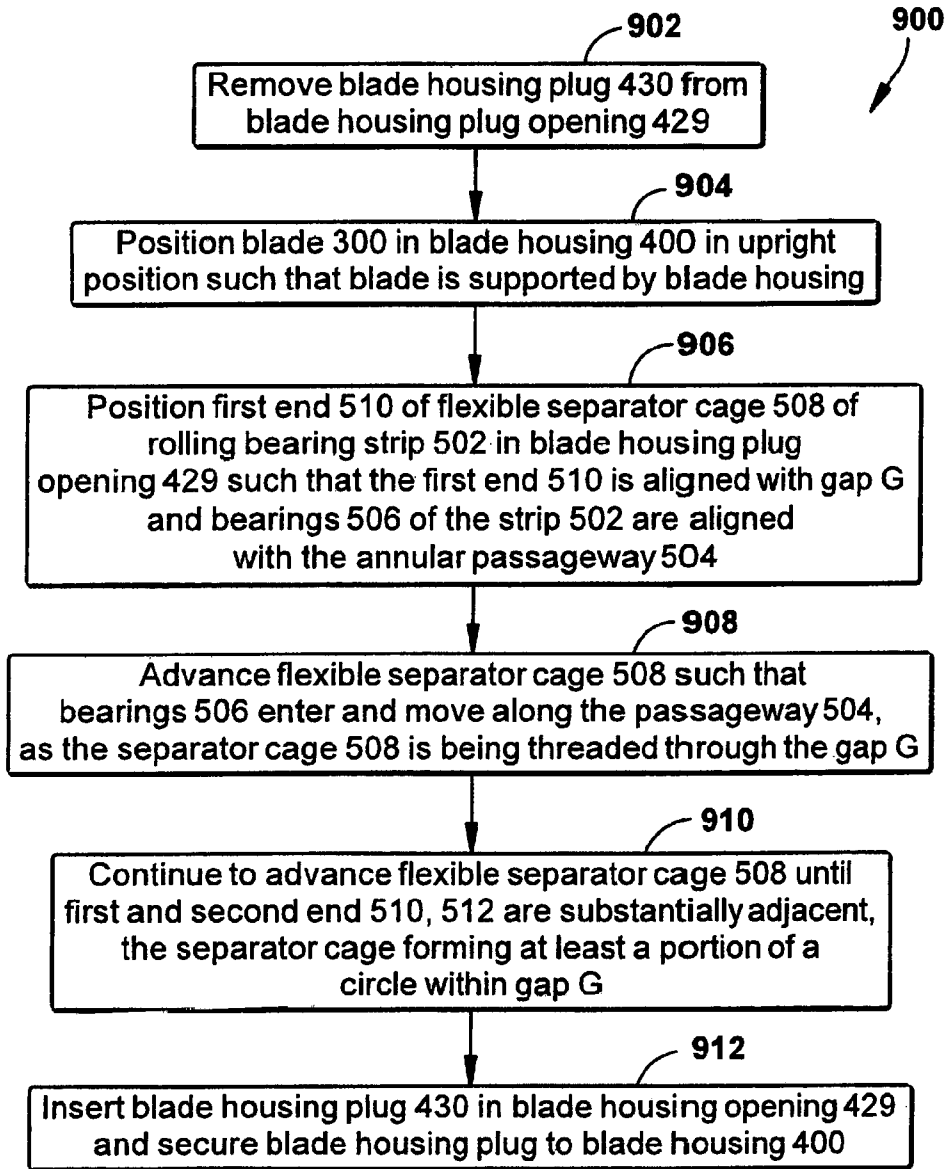 900
902
Remove blade housing plug 430 from
blade housing plug opening 429
904
Position blade 300 in blade housing 400 in upright
position such that blade is supported by blade housing
906
Position first end 510 of flexible separator cage 508 of
rolling bearing strip 502 in blade housing plug
opening 429 such that the first end 510 is aligned with gap G
and bearings 506 of the strip 502 are aligned
with the annular passageway 504
908
Advance flexible separator cage 508 such that
bearings 506 enter and move along the passageway 504,
as the separator cage 508 is being threaded through the gap G
910
Continue to advance flexible separator cage 508 until
first and second end 510, 512 are substantially adjacent,
the separator cage forming at least a portion of a
circle within gap G
912
Insert blade housing plug 430 in blade housing opening 429
and secure blade housing plug to blade housing 400